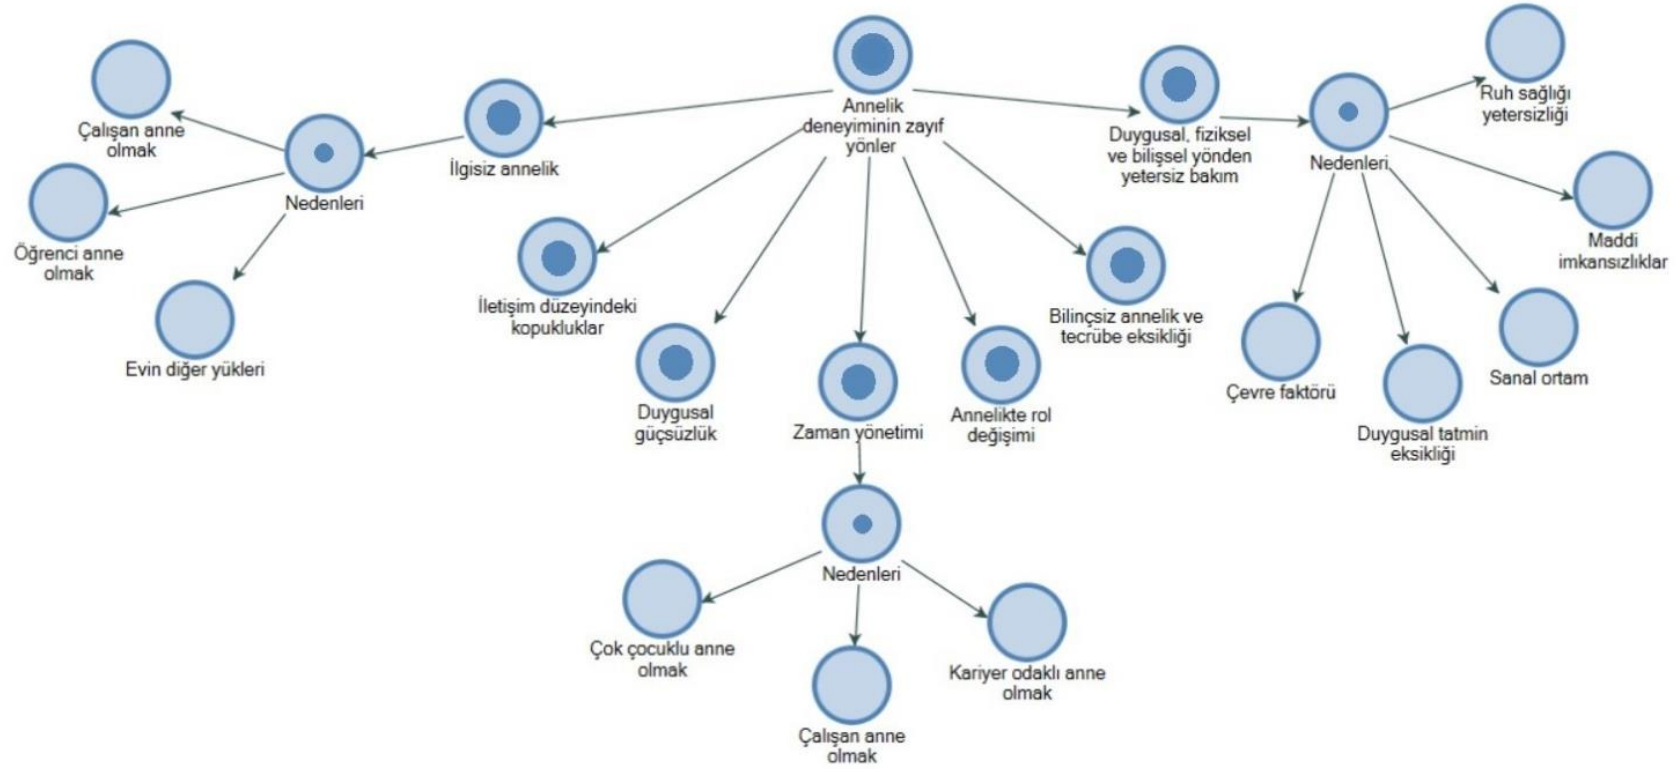 Annelik
deneyiminin zayıf
yönler
İlgisiz annelik
Nedenleri
Çalışan anne
olmak
Öğrenci anne
olmak
Evin diğer yükleri
İletişim düzeyindeki
kopukluklar
Duygusal
güçsüzlük
Zaman yönetimi
Nedenleri
Çok çocuklu anne
olmak
Çalışan anne
olmak
Kariyer odaklı anne
olmak
Annelikte rol
değişimi
Bilinçsiz annelik ve
tecrübe eksikliği
Duygusal, fiziksel
ve bilişsel yönden
yetersiz bakım
Nedenleri
Ruh sağlığı
yetersizliği
Maddi
imkansızlıklar
Sanal ortam
Duygusal tatmin
eksikliği
Çevre faktörü